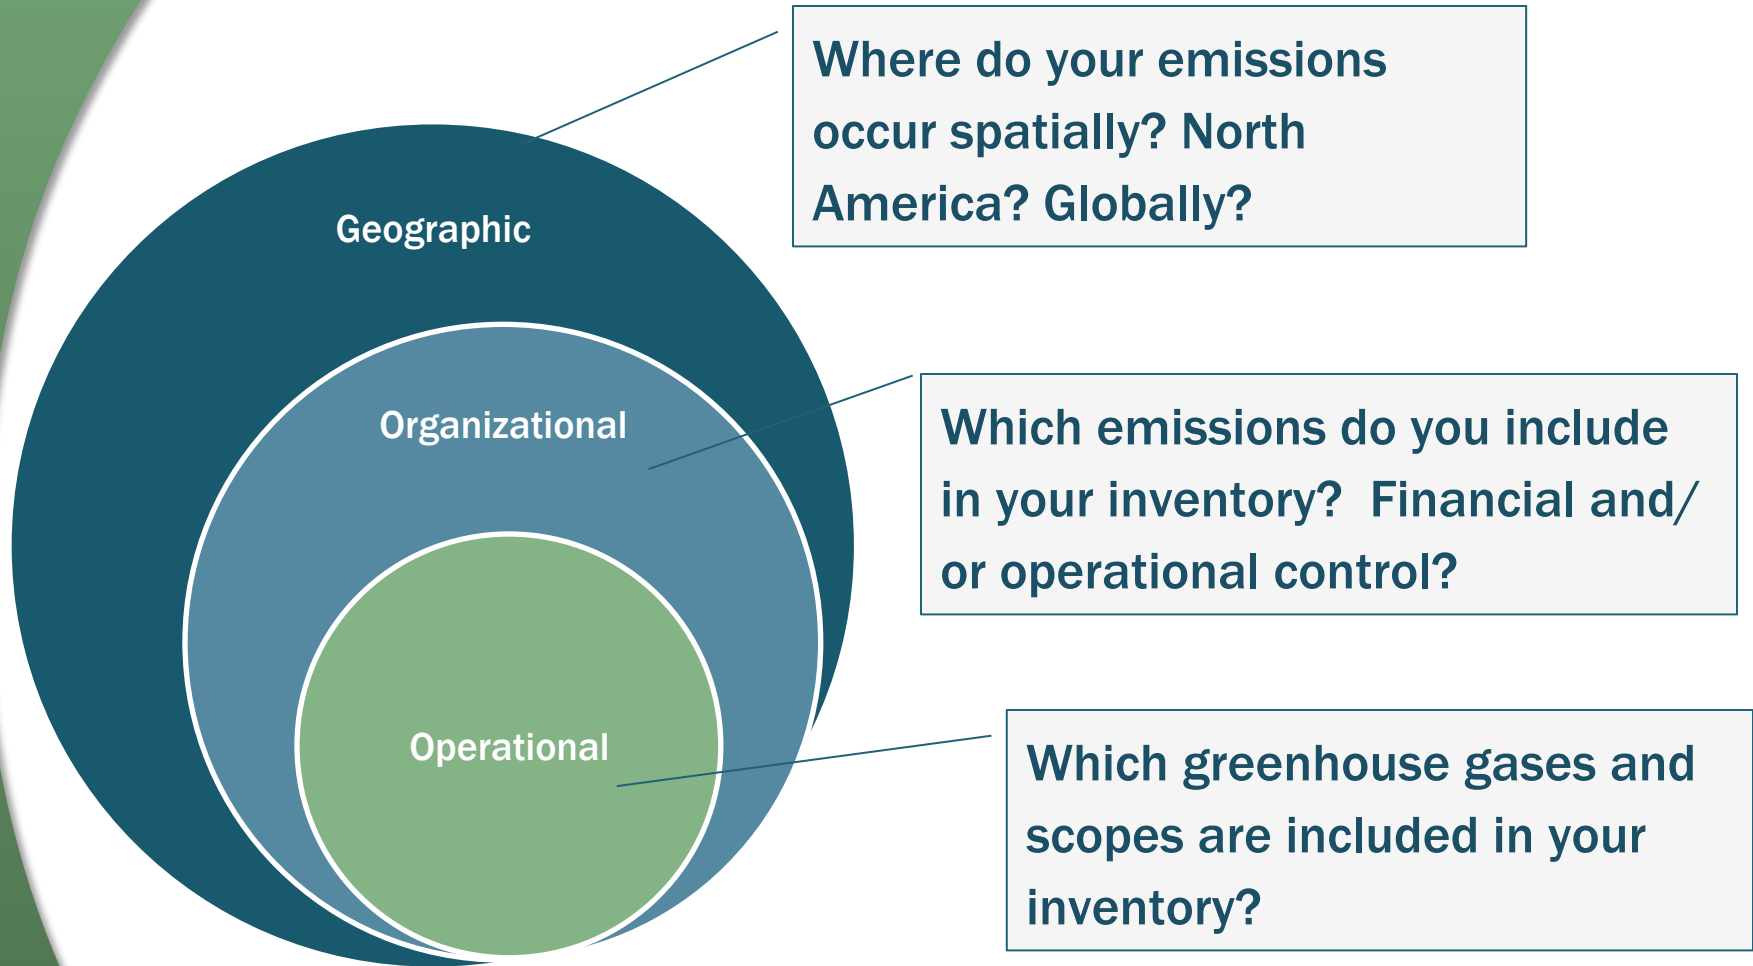 Where do your emissions
occur spatially? North
America? Globally?
Geographic
Organizational
Which emissions do you include
in your inventory?  Financial and/
or operational control?
Operational
Which greenhouse gases and
scopes are included in your
inventory?